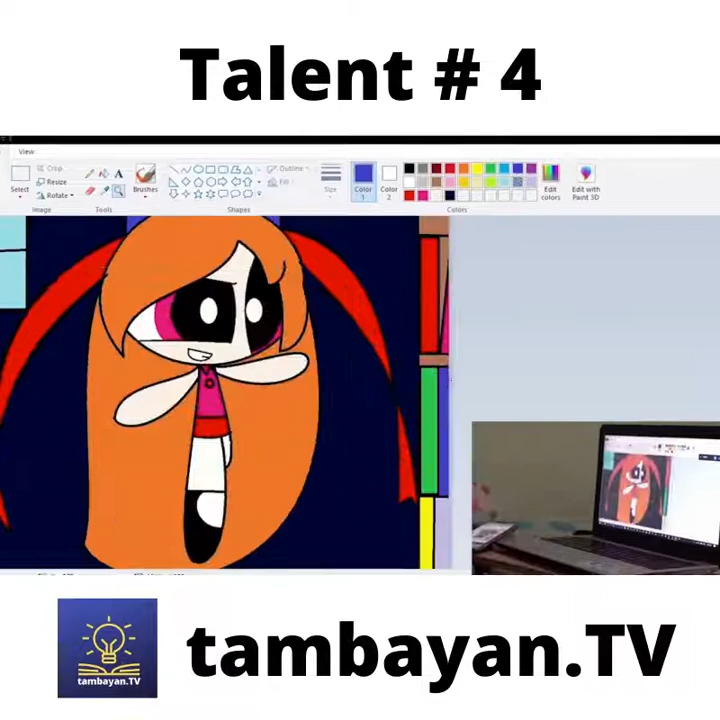 Talent # 4
View
Crop
Resize
Rotate
Select
Brushes
Outline
Fill
Size
Color
1
Color
2
Edit
colors
Edit with
Paint 3D
Image
Tools
Shapes
Colors
tambayan.TV
tambayan.TV